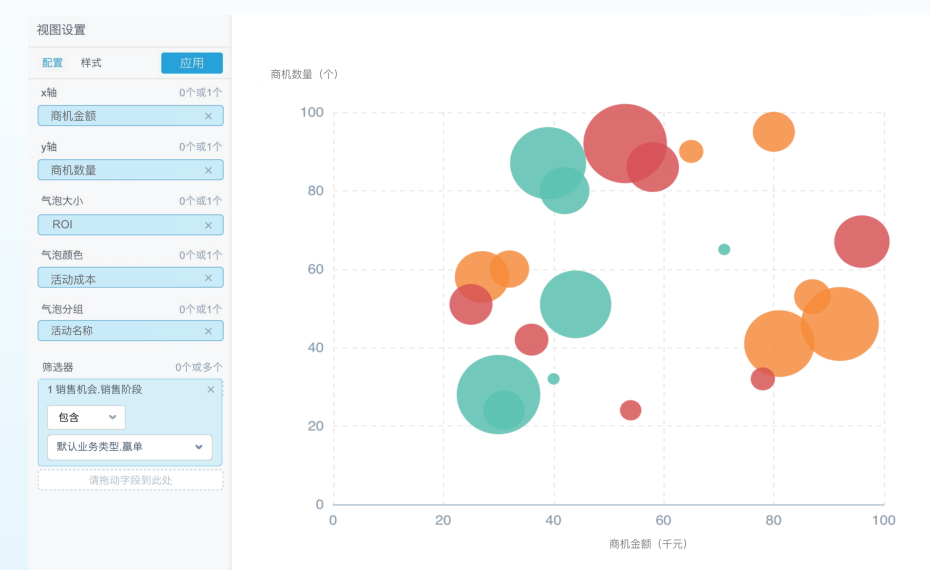 视图设置
配置 样式 应用
x轴 0个或1个
商机金额 ×
y轴 0个或1个
商机数量 ×
气泡大小 0个或1个
ROI ×
气泡颜色 0个或1个
活动成本 ×
气泡分组 0个或1个
活动名称 ×
筛选器 0个或多个
1 销售机会.销售阶段 ×
包含
默认业务类型.赢单
请拖动字段到此处
商机数量（个）
100
80
60
40
20
0
0 20 40 60 80 100
商机金额（千元）